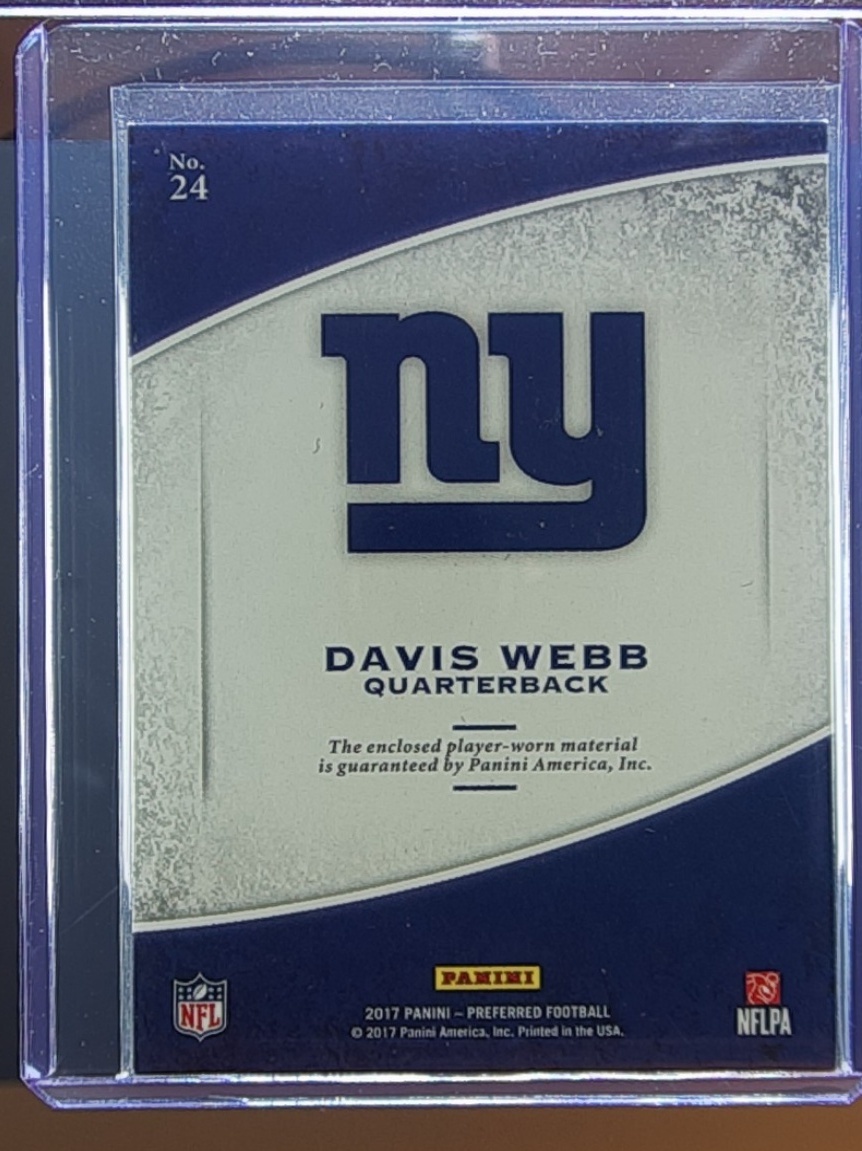 No.
24
ny
DAVIS WEBB
QUARTERBACK
The enclosed player-worn material
is guaranteed by Panini America, Inc.
PANINI
2017 PANINI – PREFERRED FOOTBALL
© 2017 Panini America, Inc. Printed in the USA.
NFL
NFLPA